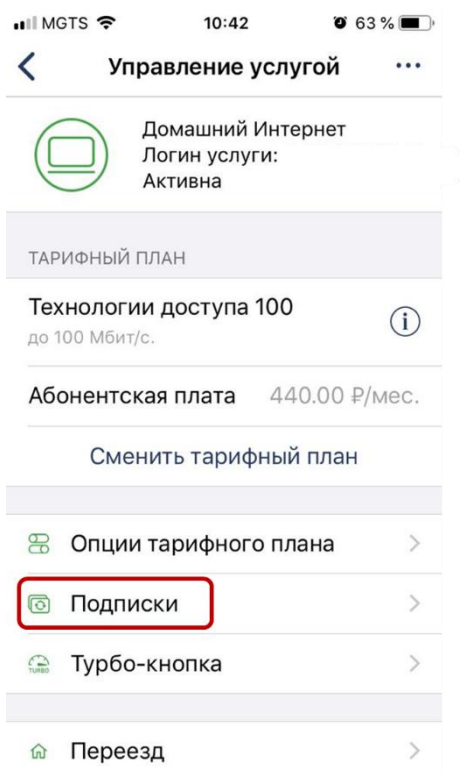 MGTS 10:42 63 %
Управление услугой
Домашний Интернет
Логин услуги:
Активна
ТАРИФНЫЙ ПЛАН
Технологии доступа 100
до 100 Мбит/с.
Абонентская плата 440.00 ₽/мес.
Сменить тарифный план
Опции тарифного плана
Подписки
TURBO Турбо-кнопка
Переезд